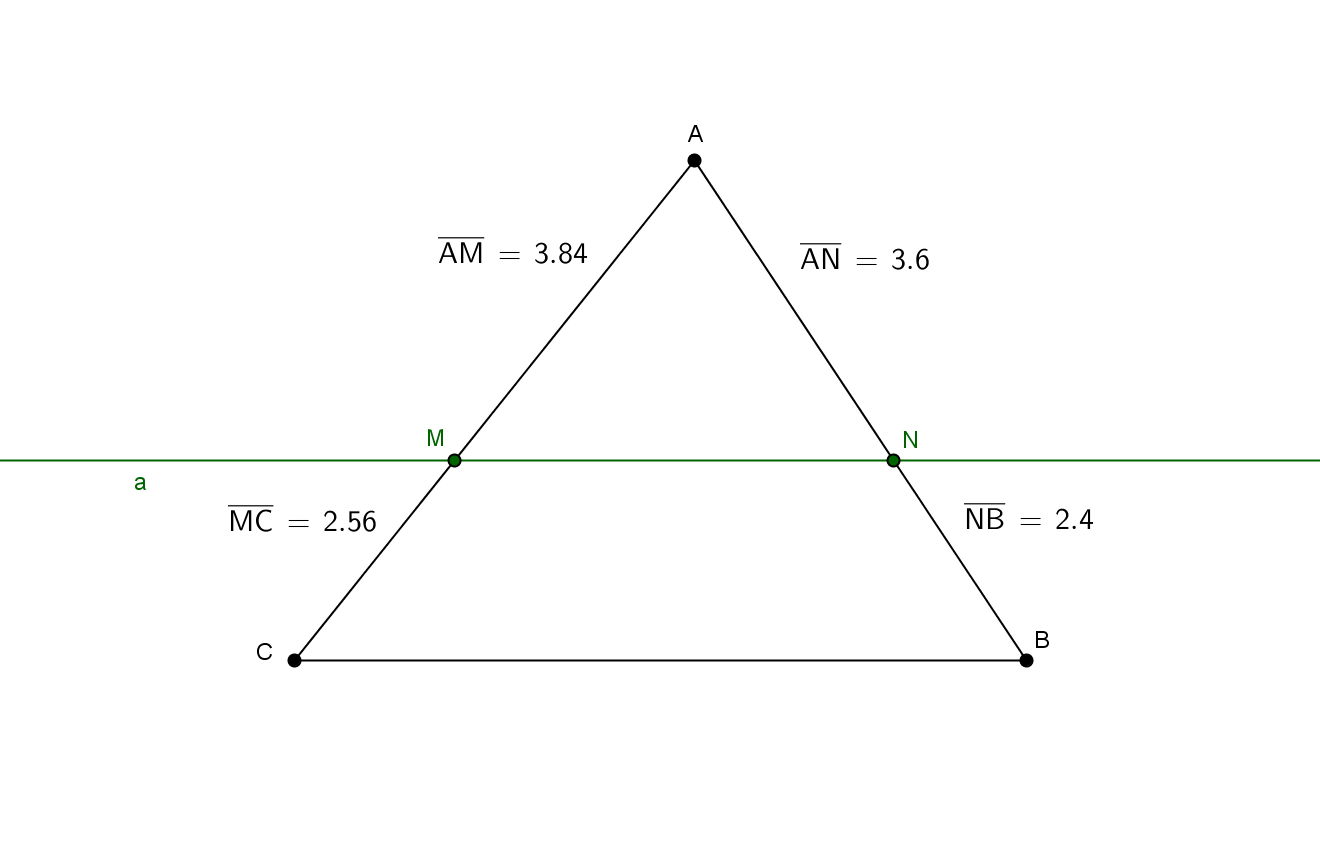 A
AM = 3.84
AN = 3.6
M
N
a
MC = 2.56
NB = 2.4
C
B